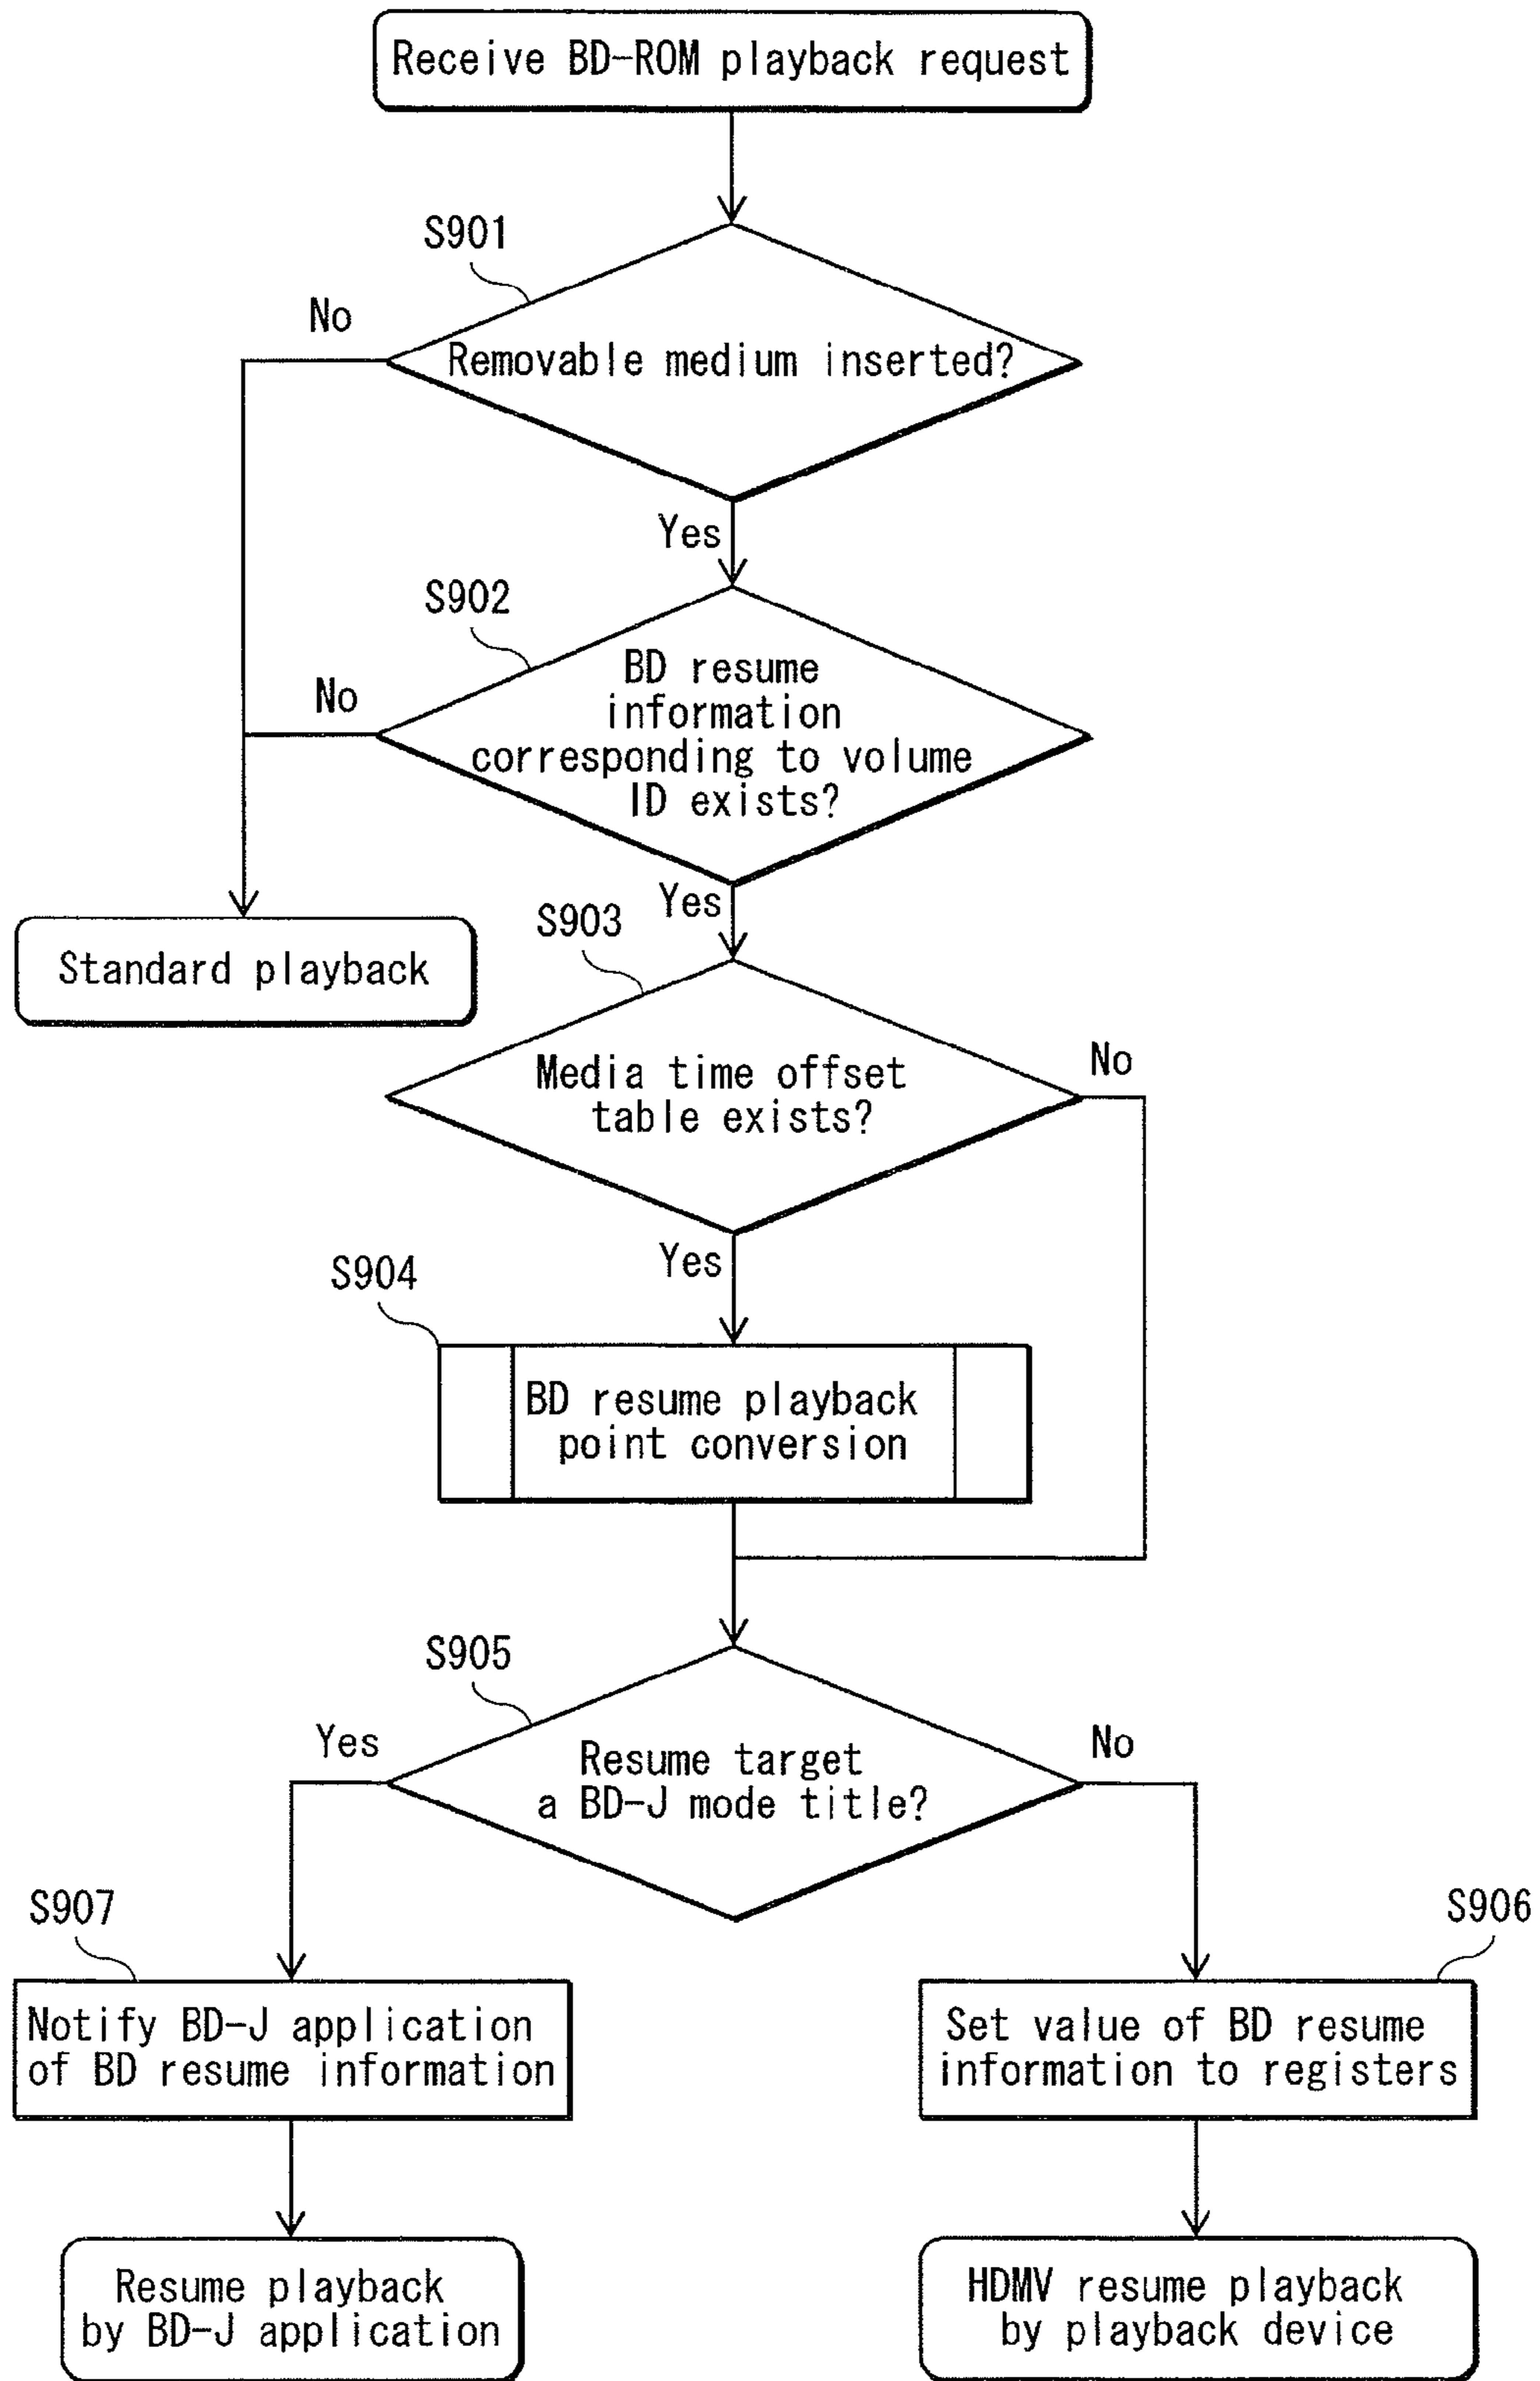 Receive BD-ROM playback request
S901
No
Removable medium inserted?
Yes
S902
No
BD resume
information
corresponding to volume
ID exists?
Yes
S903
Standard playback
Media time offset
table exists?
No
Yes
S904
BD resume playback
point conversion
S905
Yes
Resume target
a BD-J mode title?
No
S907
S906
Notify BD-J application
of BD resume information
Set value of BD resume
information to registers
Resume playback
by BD-J application
HDMV resume playback
by playback device